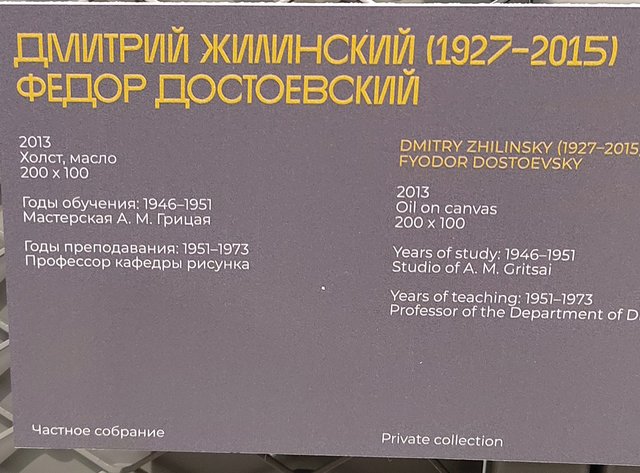 ДМИТРИЙ ЖИЛИНСКИЙ (1927–2015)
ФЕДОР ДОСТОЕВСКИЙ
2013
Холст, масло
200 x 100
Годы обучения: 1946–1951
Мастерская А. М. Грицая
Годы преподавания: 1951–1973
Профессор кафедры рисунка
Частное собрание
DMITRY ZHILINSKY (1927–2015
FYODOR DOSTOEVSKY
2013
Oil on canvas
200 x 100
Years of study: 1946–1951
Studio of A. M. Gritsai
Years of teaching: 1951–1973
Professor of the Department of
Private collection